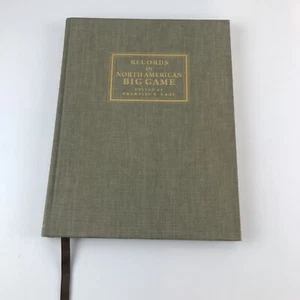 RECORDS
OF
NORTH AMERICAN
BIG GAME
EDITED BY